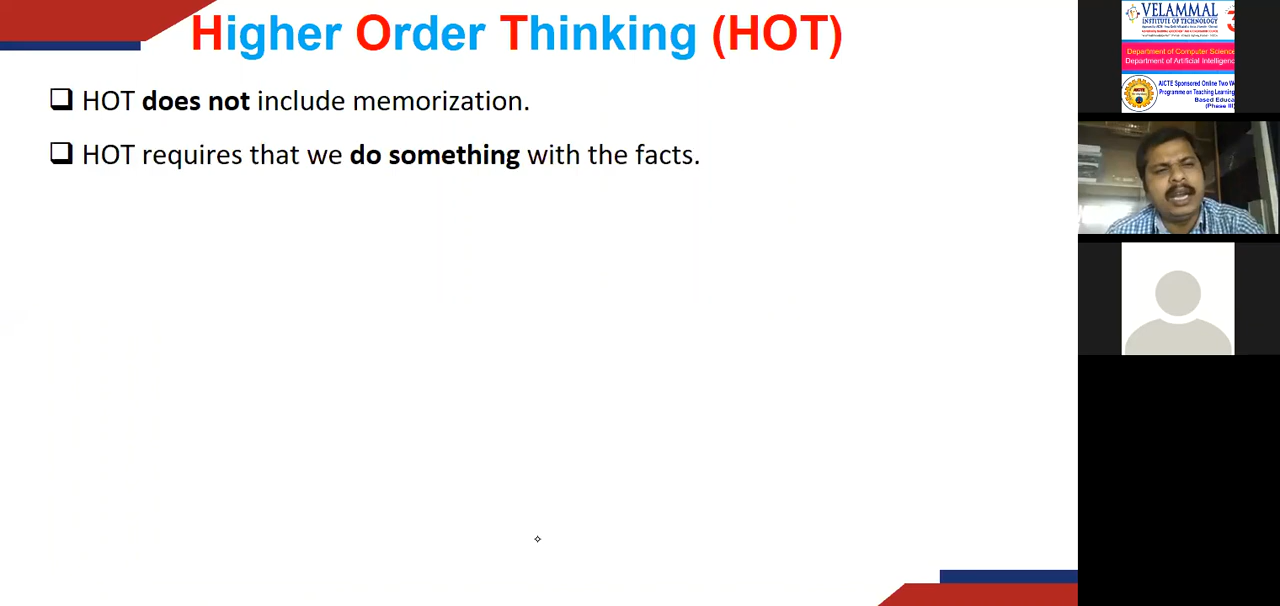 Higher Order Thinking (HOT)
❑ HOT does not include memorization.
❑ HOT requires that we do something with the facts.
VELAMMAL
INSTITUTE OF TECHNOLOGY
Department of Computer Science
Department of Artificial Intelligenc
AICTE Sponsored Online Two We
Programme on Teaching Learning
Based Educa
(Phase III)